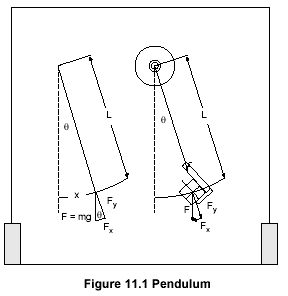 L
L
θ
θ
x
F = mg
θ
Fy
Fx
F
Fy
Fx
Figure 11.1 Pendulum